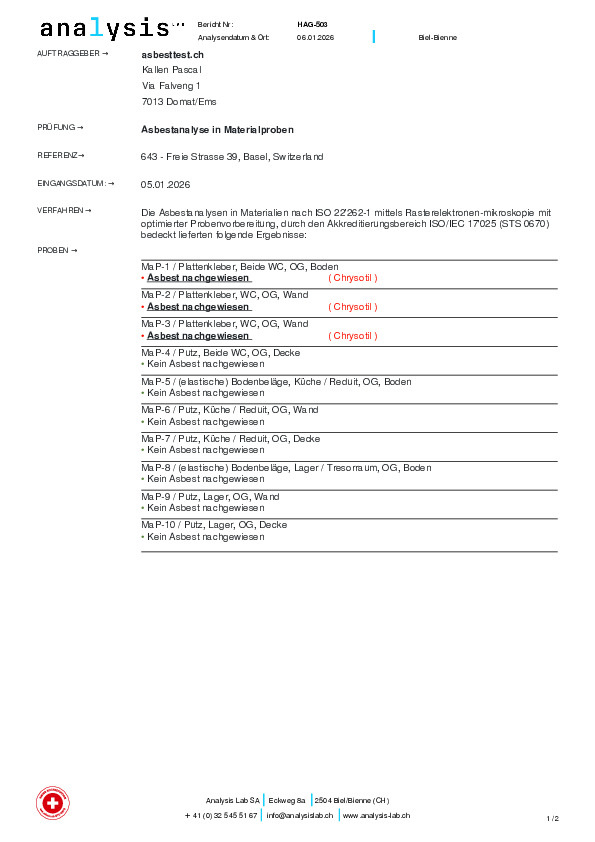 analysis
Bericht Nr: HAG-503
Analysendatum & Ort: 06.01.2026 Biel-Bienne
AUFTRAGGEBER → asbesttest.ch
Kallen Pascal
Via Falveng 1
7013 Domat/Ems
PRÜFUNG → Asbestanalyse in Materialproben
REFERENZ→ 643 - Freie Strasse 39, Basel, Switzerland
EINGANGSDATUM: → 05.01.2026
VERFAHREN → Die Asbestanalysen in Materialien nach ISO 22'262-1 mittels Rasterelektronen-mikroskopie mit
optimierter Probenvorbereitung, durch den Akkreditierungsbereich ISO/IEC 17'025 (STS 0670)
bedeckt lieferten folgende Ergebnisse:
PROBEN →
MaP-1 / Plattenkleber, Beide WC, OG, Boden
• Asbest nachgewiesen ( Chrysotil )
MaP-2 / Plattenkleber, WC, OG, Wand
• Asbest nachgewiesen ( Chrysotil )
MaP-3 / Plattenkleber, WC, OG, Wand
• Asbest nachgewiesen ( Chrysotil )
MaP-4 / Putz, Beide WC, OG, Decke
• Kein Asbest nachgewiesen
MaP-5 / (elastische) Bodenbeläge, Küche / Reduit, OG, Boden
• Kein Asbest nachgewiesen
MaP-6 / Putz, Küche / Reduit, OG, Wand
• Kein Asbest nachgewiesen
MaP-7 / Putz, Küche / Reduit, OG, Decke
• Kein Asbest nachgewiesen
MaP-8 / (elastische) Bodenbeläge, Lager / Tresorraum, OG, Boden
• Kein Asbest nachgewiesen
MaP-9 / Putz, Lager, OG, Wand
• Kein Asbest nachgewiesen
MaP-10 / Putz, Lager, OG, Decke
• Kein Asbest nachgewiesen
Analysis Lab SA | Eckweg 8a | 2504 Biel/Bienne (CH)
+ 41 (0) 32 545 51 67 | info@analysislab.ch | www.analysis-lab.ch
1 / 2